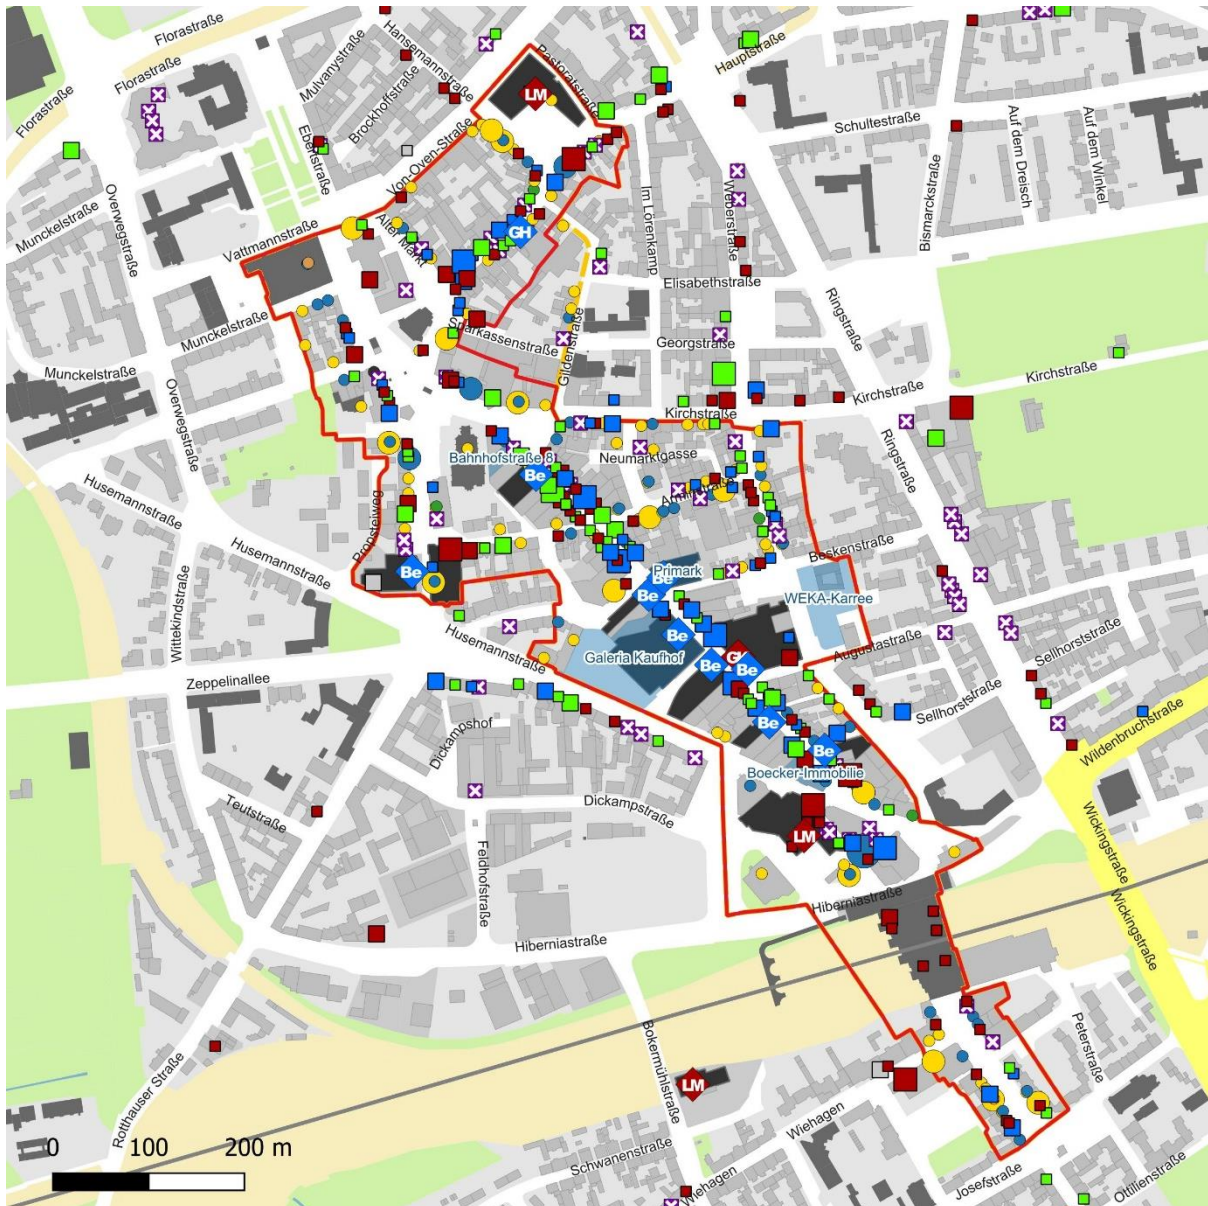 Florastraße
Hansemannstraße
Pastoratstraße
Mulvanystraße
Hauptstraße
Florastraße
Florastraße
Brockhoffstraße
LM
Ebertstraße
Schultestraße
Auf dem Dreisch
Auf dem Winkel
Von-Oven-Straße
Overwegstraße
Im Lörenkamp
Weberstraße
Bismarckstraße
Munckelstraße
Vattmannstraße
Alter Markt
GH
Elisabethstraße
Ringstraße
Munckelstraße
Sparkassenstraße
Gildenstraße
Georgstraße
Munckelstraße
Overwegstraße
Kirchstraße
Kirchstraße
Kirchstraße
Bahnhofstraße 8
Neumarktgasse
Ringstraße
Be
Arminstraße
Husemannstraße
Propsteiweg
Husemannstraße
Beskenstraße
Primark
Be
Be
Be
WEKA-Karree
Wittekindstraße
Husemannstraße
Be
Augustastraße
Galeria Kaufhof
Be
Be
Sellhorststraße
Zeppelinallee
Sellhorststraße
Be
Wildenbruchstraße
Dickampshof
Be
Boecker-Immobilie
Teutstraße
Dickampstraße
LM
Feldhofstraße
Wickingstraße
Hiberniastraße
Hiberniastraße
Wickingstraße
Rotthauser Straße
Bokermühlstraße
Peterstraße
LM
Wiehagen
0 100 200 m
Schwanenstraße
Wiehagen
Josefstraße
Ottilienstraße